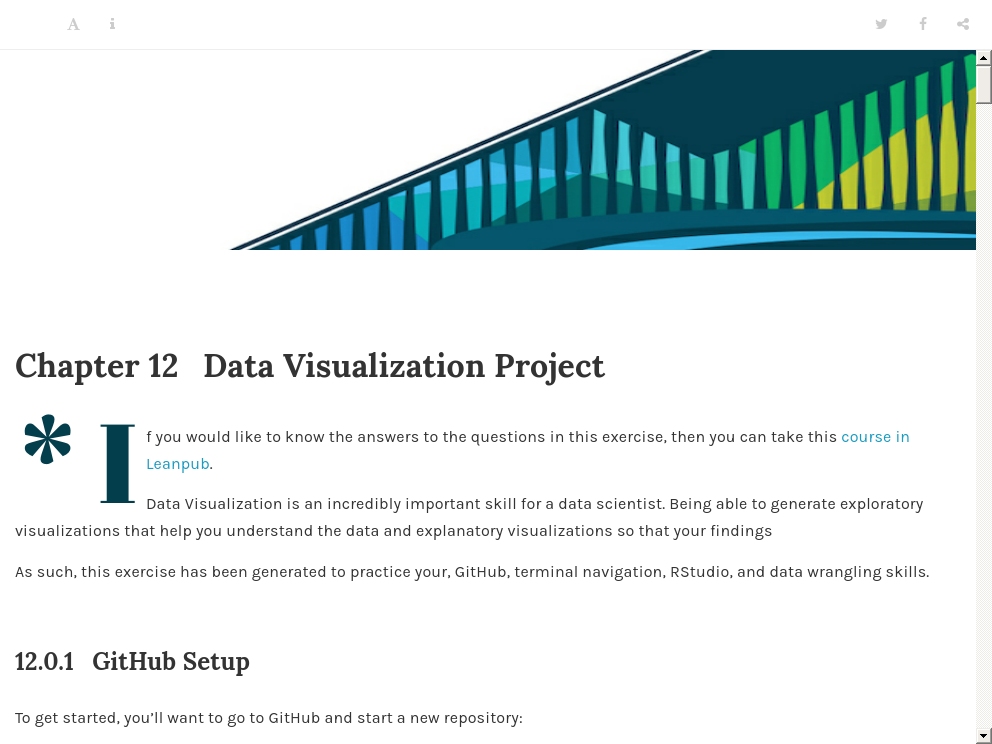 Chapter 12 Data Visualization Project
*If you would like to know the answers to the questions in this exercise, then you can take this course in
Leanpub.
Data Visualization is an incredibly important skill for a data scientist. Being able to generate exploratory
visualizations that help you understand the data and explanatory visualizations so that your findings
As such, this exercise has been generated to practice your, GitHub, terminal navigation, RStudio, and data wrangling skills.
12.0.1 GitHub Setup
To get started, you’ll want to go to GitHub and start a new repository: